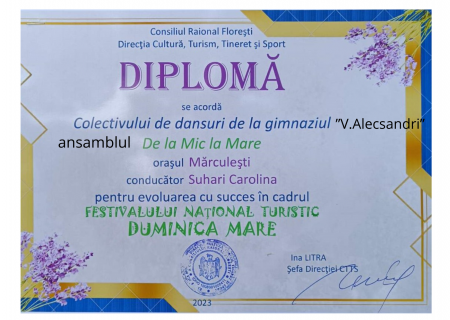 Consiliul Raional Florești
Direcția Cultură, Turism, Tineret și Sport
DIPLOMĂ
se acordă
Colectivului de dansuri de la gimnaziul "V.Alecsandri"
ansamblul De la Mic la Mare
orașul Mărculești
conducător Suhari Carolina
pentru evoluarea cu succes în cadrul
FESTIVALULUI NAȚIONAL TURISTIC
DUMINICA MARE
Ina LITRA
Șefa Direcției CTTS
2023